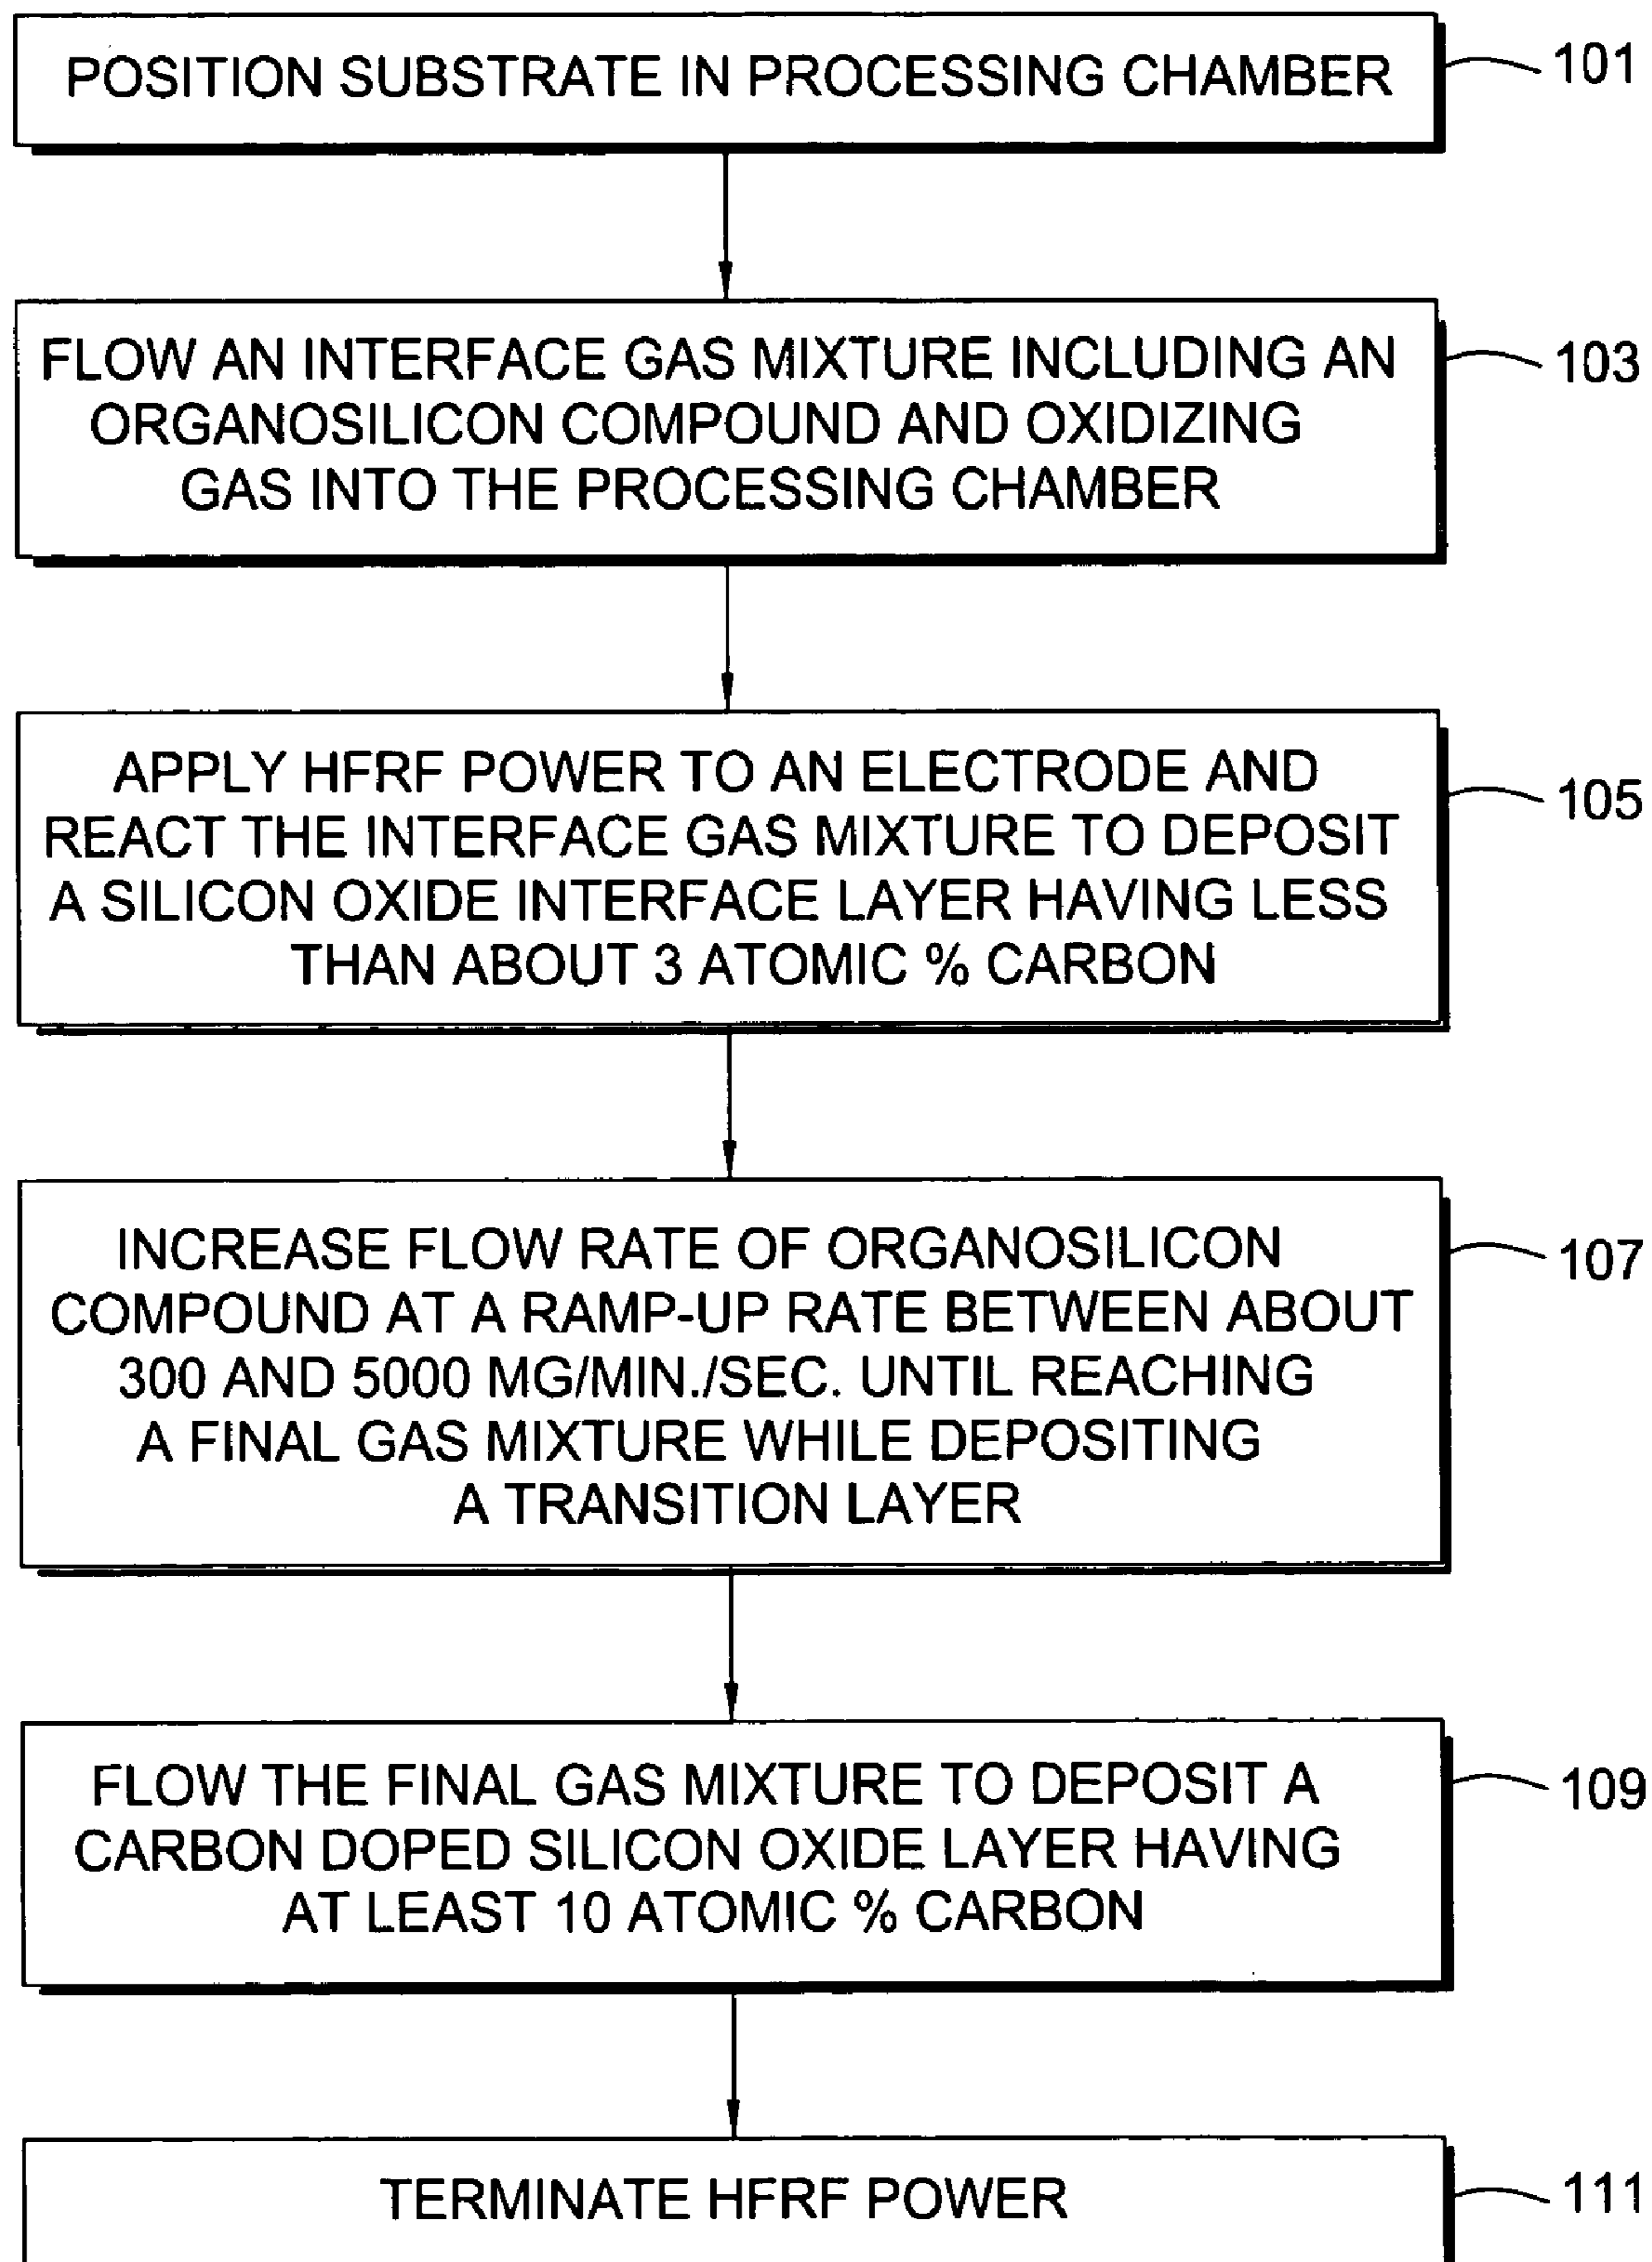 POSITION SUBSTRATE IN PROCESSING CHAMBER
101
FLOW AN INTERFACE GAS MIXTURE INCLUDING AN
ORGANOSILICON COMPOUND AND OXIDIZING
GAS INTO THE PROCESSING CHAMBER
103
APPLY HFRF POWER TO AN ELECTRODE AND
REACT THE INTERFACE GAS MIXTURE TO DEPOSIT
A SILICON OXIDE INTERFACE LAYER HAVING LESS
THAN ABOUT 3 ATOMIC % CARBON
105
INCREASE FLOW RATE OF ORGANOSILICON
COMPOUND AT A RAMP-UP RATE BETWEEN ABOUT
300 AND 5000 MG/MIN./SEC. UNTIL REACHING
A FINAL GAS MIXTURE WHILE DEPOSITING
A TRANSITION LAYER
107
FLOW THE FINAL GAS MIXTURE TO DEPOSIT A
CARBON DOPED SILICON OXIDE LAYER HAVING
AT LEAST 10 ATOMIC % CARBON
109
TERMINATE HFRF POWER
111